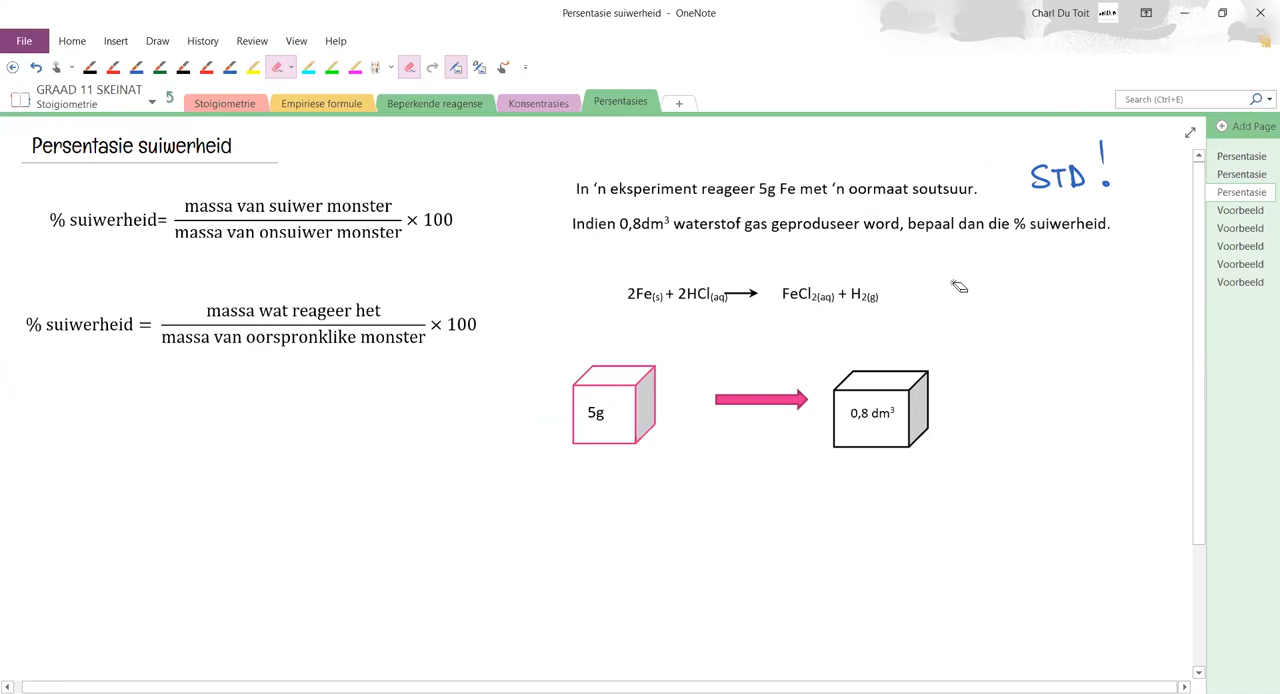 Persentasie suiwerheid - OneNote
Charl Du Toit
File Home Insert Draw History Review View Help
GRAAD 11 SKEINAT
Stoigiometrie
Stoigiometrie Empiriese formule Beperkende reagense Konsentrasies Persentasies +
Search (Ctrl+E)
Add Page
Persentasie
Persentasie
Persentasie
Voorbeeld
Voorbeeld
Voorbeeld
Voorbeeld
Voorbeeld
Persentasie suiwerheid
% suiwerheid= massa van suiwer monster / massa van onsuiwer monster × 100
% suiwerheid = massa wat reageer het / massa van oorspronklike monster × 100
STD!
In ‘n eksperiment reageer 5g Fe met ‘n oormaat soutsuur.
Indien 0,8dm³ waterstof gas geproduseer word, bepaal dan die % suiwerheid.
2Fe(s) + 2HCl(aq) ⟶ FeCl2(aq) + H2(g)
5g
0,8 dm³